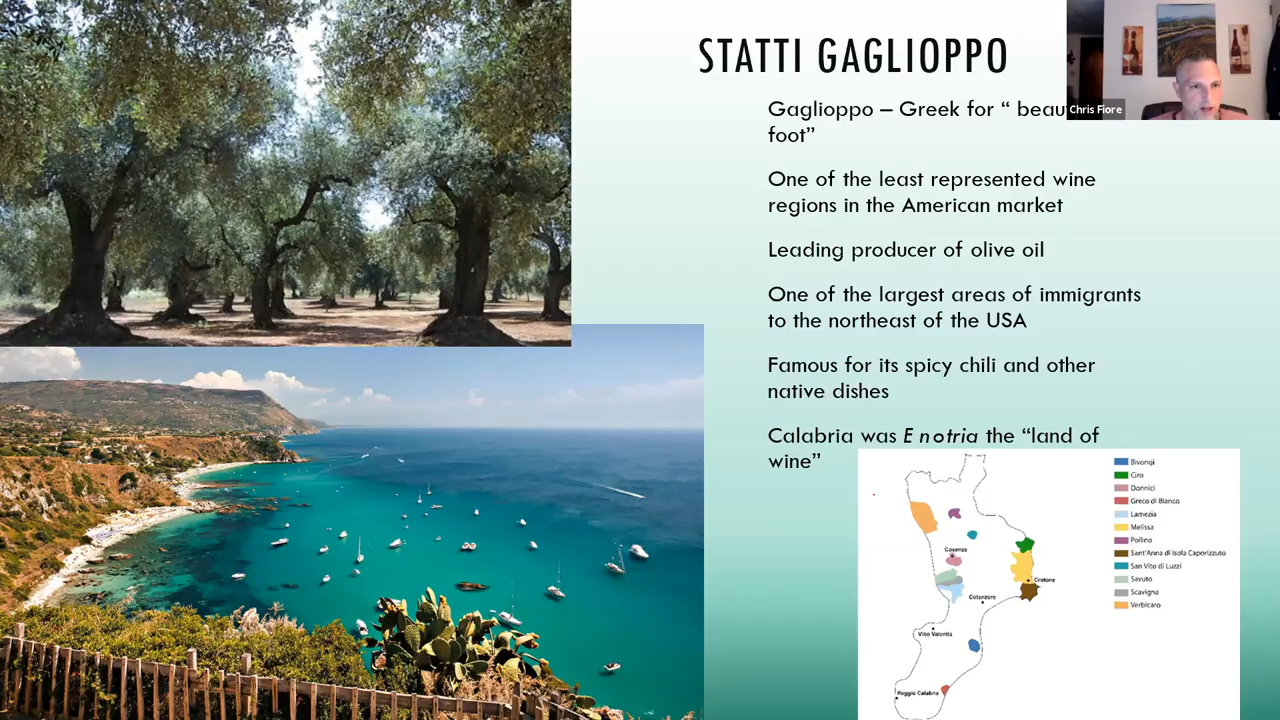 STATTI GAGLIOPPO
Chris Fiore
Gaglioppo – Greek for “ beau
foot”
One of the least represented wine
regions in the American market
Leading producer of olive oil
One of the largest areas of immigrants
to the northeast of the USA
Famous for its spicy chili and other
native dishes
Calabria was E notria the “land of
wine”
Bivongi
Ciro
Donnici
Greco di Bianco
Lamezia
Melissa
Pollino
Sant'Anna di Isola Caporizzuto
San Vito di Luzzi
Savuto
Scavigna
Verbicaro
Cosenza
Crotone
Catanzaro
Vibo Valentia
Reggio Calabria